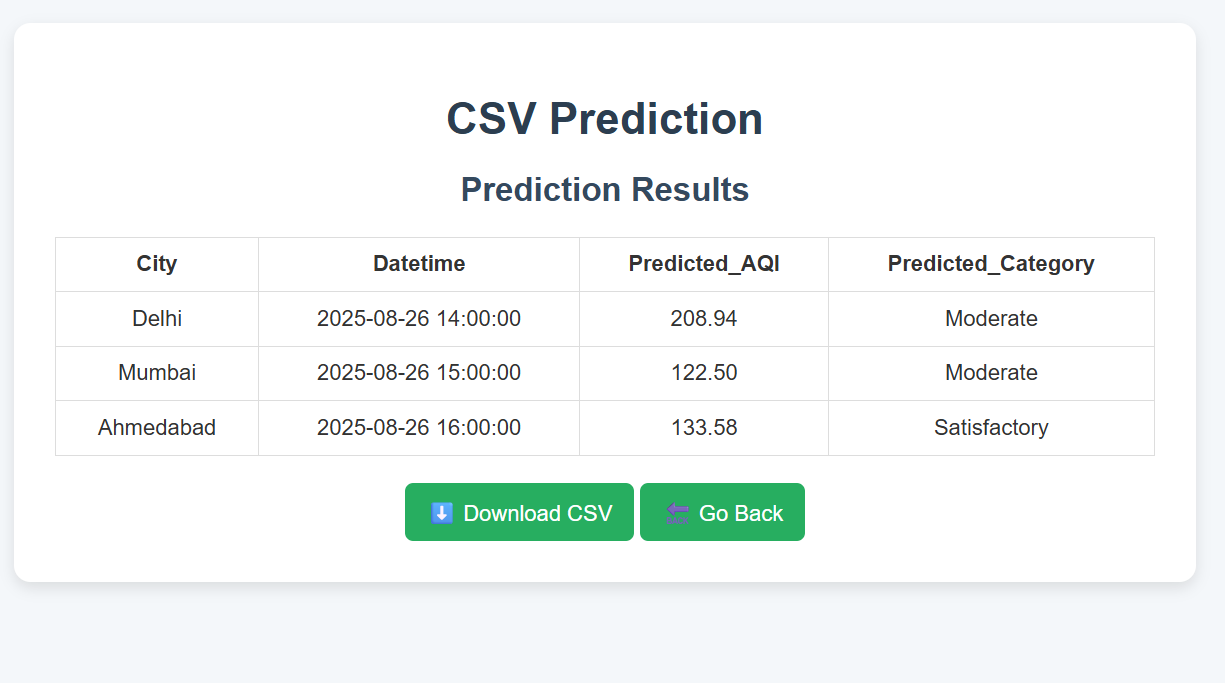 CSV Prediction
Prediction Results
City Datetime Predicted_AQI Predicted_Category
Delhi 2025-08-26 14:00:00 208.94 Moderate
Mumbai 2025-08-26 15:00:00 122.50 Moderate
Ahmedabad 2025-08-26 16:00:00 133.58 Satisfactory
Download CSV Go Back